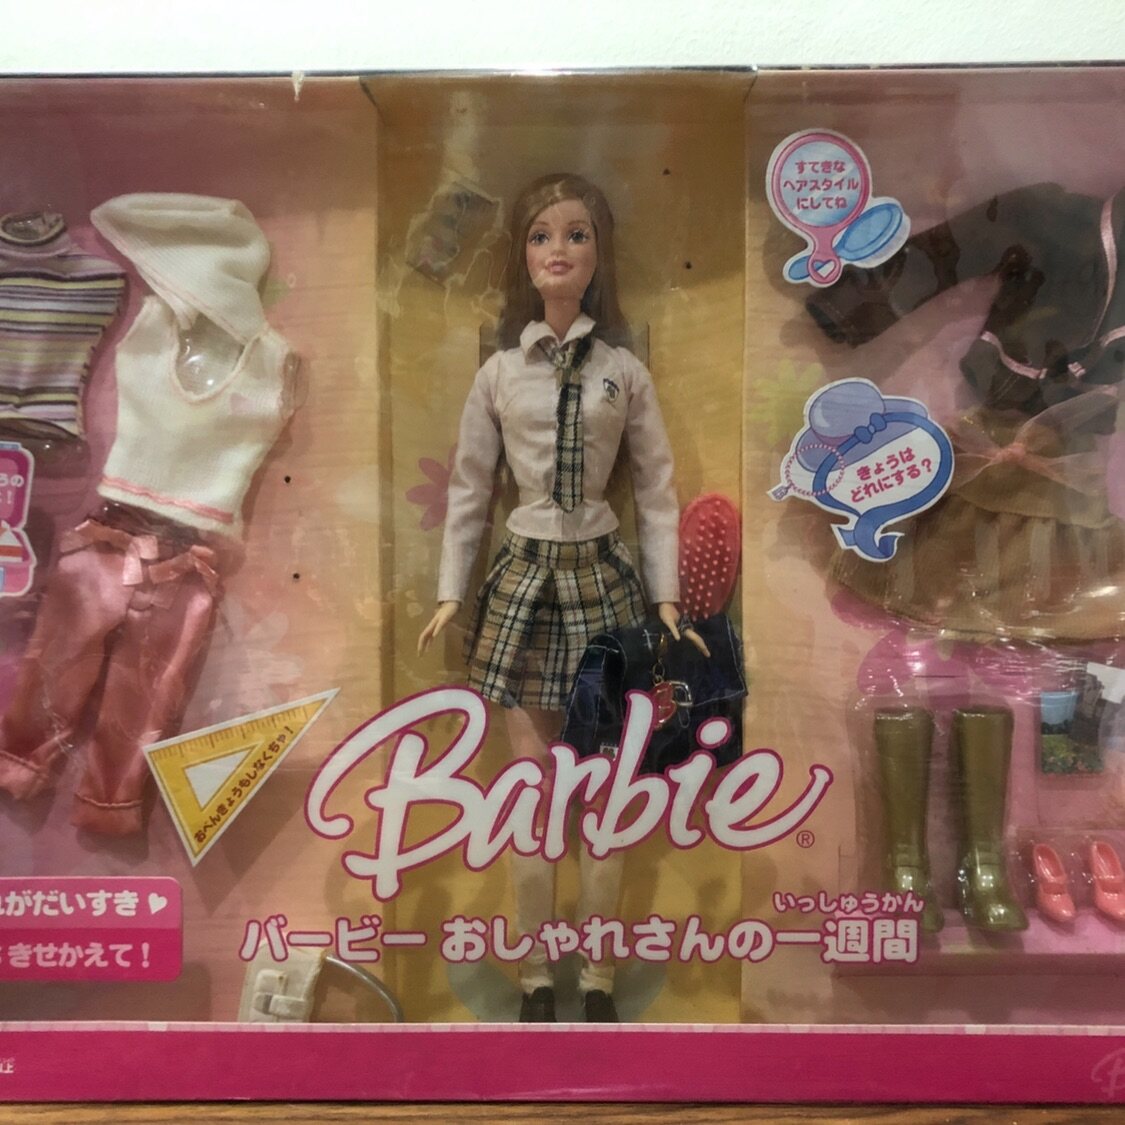 すてきな
ヘアスタイル
にしてね
きょうは
どれにする?
おべんきょうもしなくちゃ!
Barbie®
いっしゅうかん
バービー おしゃれさんの一週間
れがだいすき♥
きせかえて!